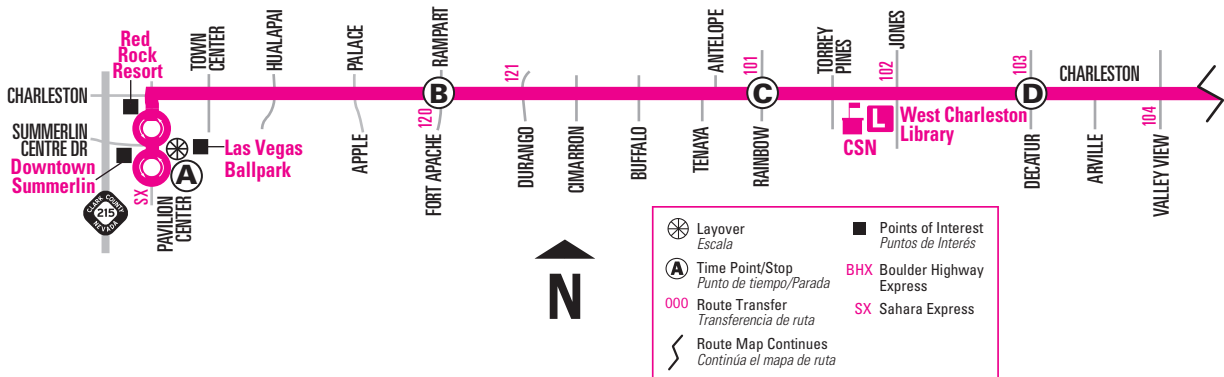 Red
Rock
Resort
TOWN
CENTER
HUALAPAI
PALACE
RAMPART
121
ANTELOPE
101
TORREY
PINES
102
JONES
103
CHARLESTON
CHARLESTON
B
C
D
120
104
SUMMERLIN
CENTRE DR
Downtown
Summerlin
A
Las Vegas
Ballpark
SX
PAVILION
CENTER
CLARK COUNTY
215
NEVADA
APPLE
FORT APACHE
DURANGO
CIMARRON
BUFFALO
TENAYA
RAINBOW
CSN
L
West Charleston
Library
DECATUR
ARVILLE
VALLEY VIEW
N
Layover
Escala
A
Time Point/Stop
Punto de tiempo/Parada
000
Route Transfer
Transferencia de ruta
Route Map Continues
Continúa el mapa de ruta
Points of Interest
Puntos de Interés
BHX Boulder Highway
Express
SX Sahara Express